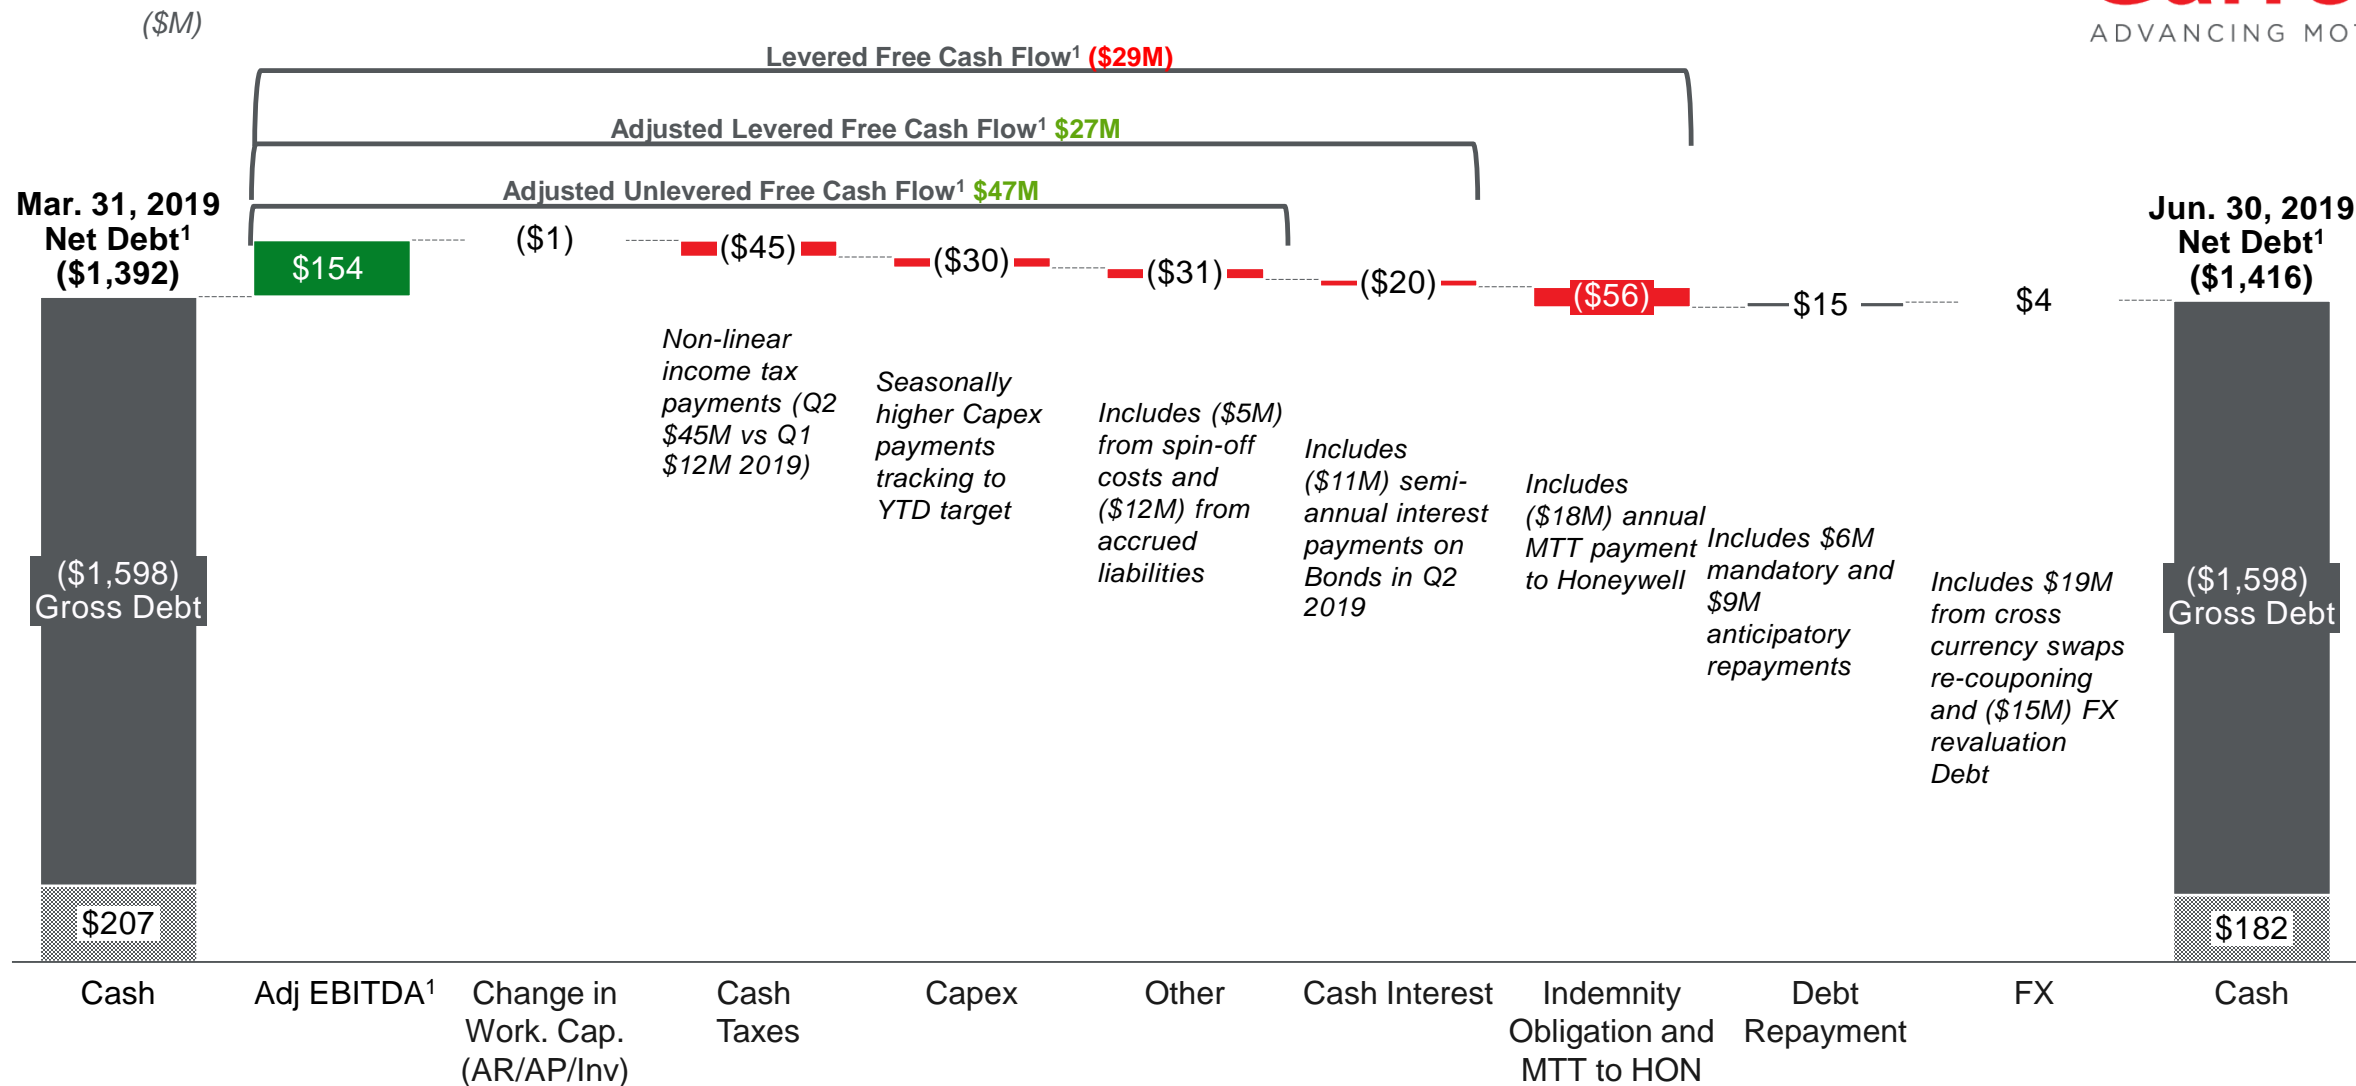 ($M)
ADVANCING
Levered Free Cash Flow¹ ($29M)
Adjusted Levered Free Cash Flow¹ $27M
Adjusted Unlevered Free Cash Flow¹ $47M
Mar. 31, 2019
Net Debt¹
($1,392)
Jun. 30, 2019
Net Debt¹
($1,416)
$154
($1)
($45)
($30)
($31)
($20)
($56)
$15
$4
Non-linear
income tax
payments (Q2
$45M vs Q1
$12M 2019)
Seasonally
higher Capex
payments
tracking to
YTD target
Includes ($5M)
from spin-off
costs and
($12M) from
accrued
liabilities
Includes
($11M) semi-
annual interest
payments on
Bonds in Q2
2019
Includes
($18M) annual
MTT payment
to Honeywell
Includes $6M
mandatory and
$9M
anticipatory
repayments
Includes $19M
from cross
currency swaps
re-couponing
and ($15M) FX
revaluation
Debt
($1,598)
Gross Debt
($1,598)
Gross Debt
$207
$182
Cash
Adj EBITDA¹
Change in
Work. Cap.
(AR/AP/Inv)
Cash
Taxes
Capex
Other
Cash Interest
Indemnity
Obligation and
MTT to HON
Debt
Repayment
FX
Cash